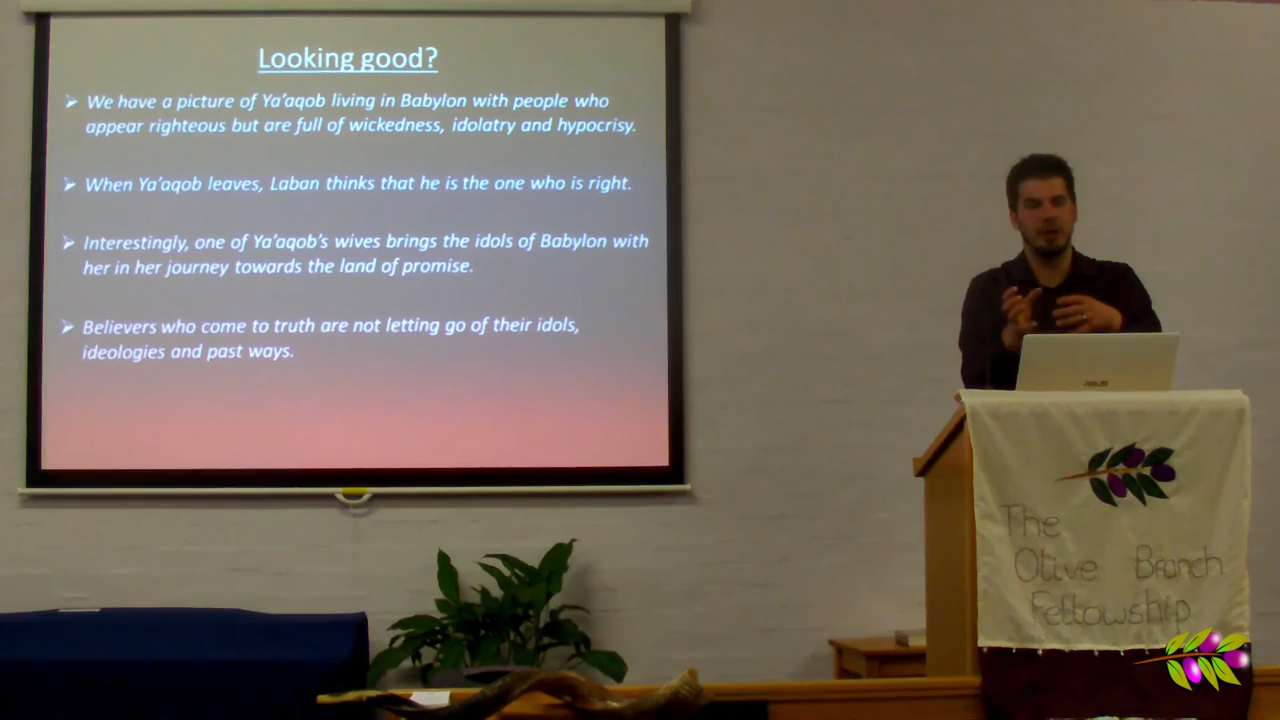 Looking good?
➢ We have a picture of Ya'aqob living in Babylon with people who
appear righteous but are full of wickedness, idolatry and hypocrisy.
➢ When Ya'aqob leaves, Laban thinks that he is the one who is right.
➢ Interestingly, one of Ya'aqob's wives brings the idols of Babylon with
her in her journey towards the land of promise.
➢ Believers who come to truth are not letting go of their idols,
ideologies and past ways.
ASUS
The
Olive Branch
Fellowship